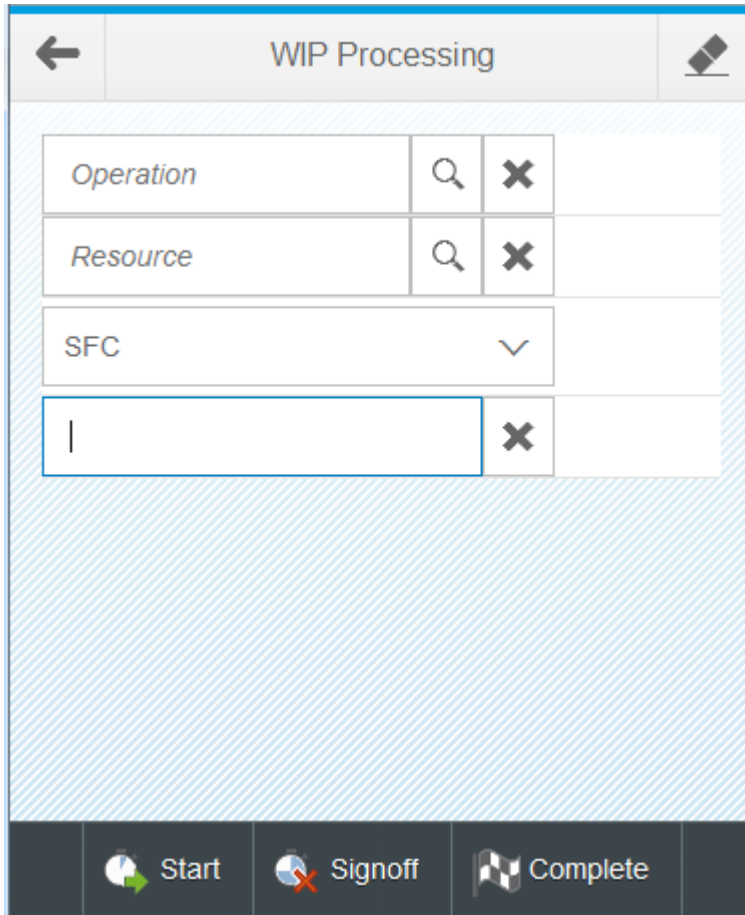 WIP Processing
Operation
Resource
SFC
Start Signoff Complete